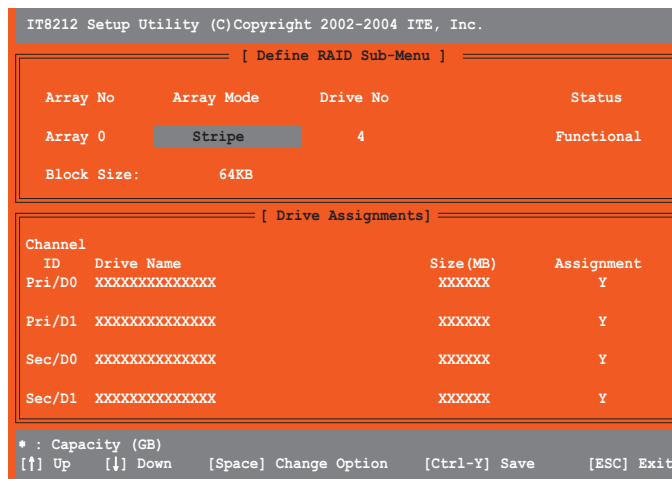 IT8212 Setup Utility (C)Copyright 2002-2004 ITE, Inc.
[ Define RAID Sub-Menu ]
Array No Array Mode Drive No Status
Array 0 Stripe 4 Functional
Block Size: 64KB
[ Drive Assignments]
Channel
ID Drive Name Size(MB) Assignment
Pri/D0 XXXXXXXXXXXXXX XXXXXX Y
Pri/D1 XXXXXXXXXXXXXX XXXXXX Y
Sec/D0 XXXXXXXXXXXXXX XXXXXX Y
Sec/D1 XXXXXXXXXXXXXX XXXXXX Y
* : Capacity (GB)
[↑] Up [↓] Down [Space] Change Option [Ctrl-Y] Save [ESC] Exit